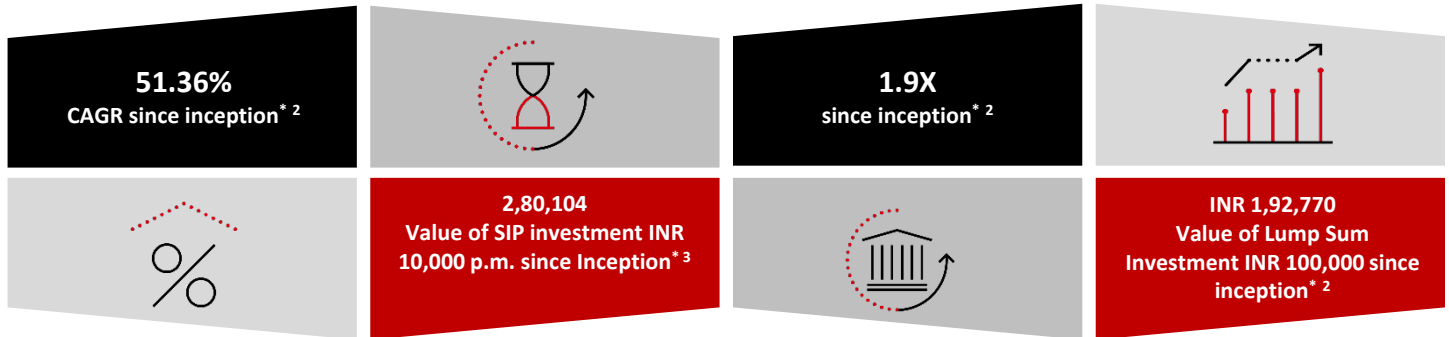 51.36%
CAGR since inception* 2
1.9X
since inception* 2
2,80,104
Value of SIP investment INR
10,000 p.m. since Inception* 3
INR 1,92,770
Value of Lump Sum
Investment INR 100,000 since
inception* 2